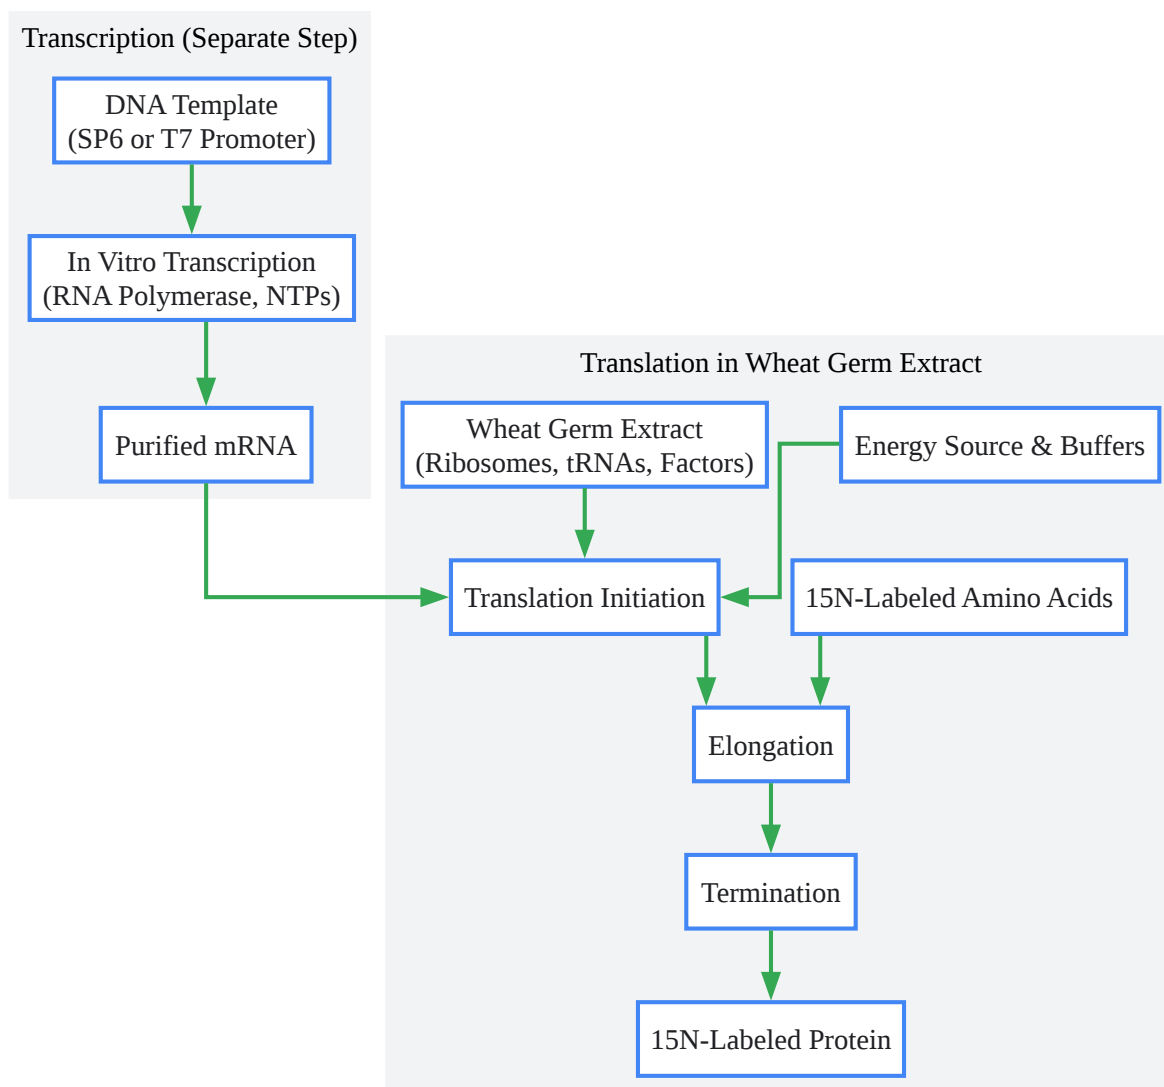 Transcription (Separate Step)
DNA Template
(SP6 or T7 Promoter)
In Vitro Transcription
(RNA Polymerase, NTPs)
Purified mRNA
Translation in Wheat Germ Extract
Wheat Germ Extract
(Ribosomes, tRNAs, Factors)
Energy Source & Buffers
Translation Initiation
15N-Labeled Amino Acids
Elongation
Termination
15N-Labeled Protein